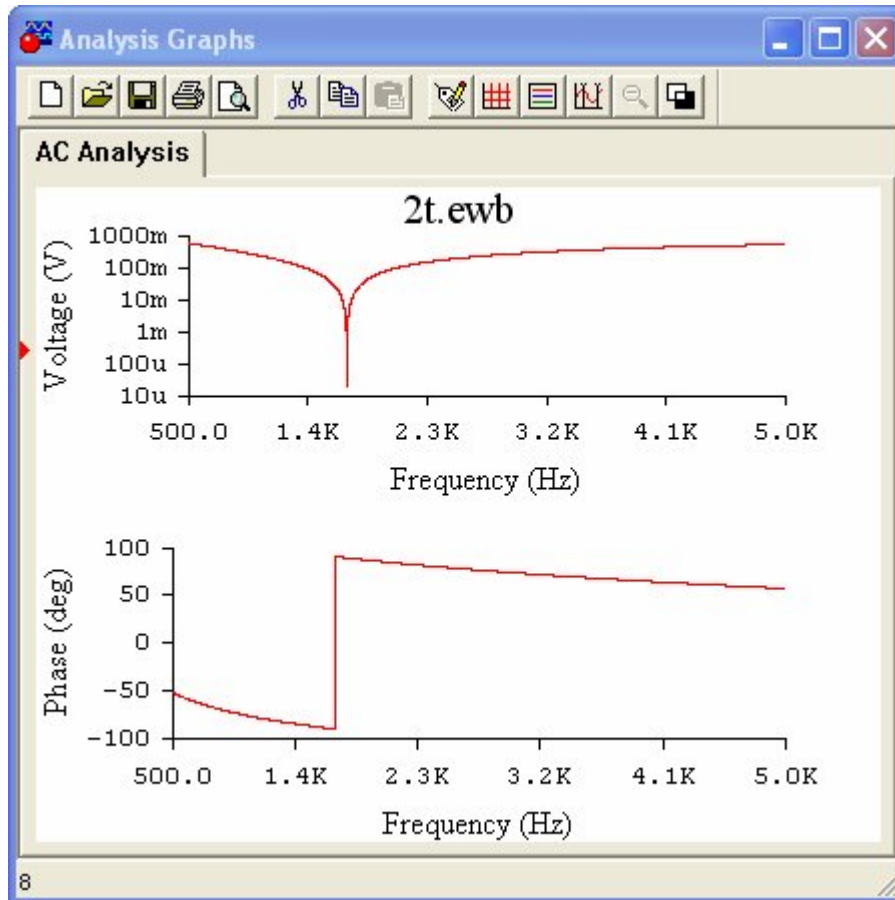 Analysis Graphs
AC Analysis
2t.ewb
Voltage (V)
1000m
100m
10m
1m
100u
10u
500.0 1.4K 2.3K 3.2K 4.1K 5.0K
Frequency (Hz)
Phase (deg)
100
50
0
-50
-100
500.0 1.4K 2.3K 3.2K 4.1K 5.0K
Frequency (Hz)
8